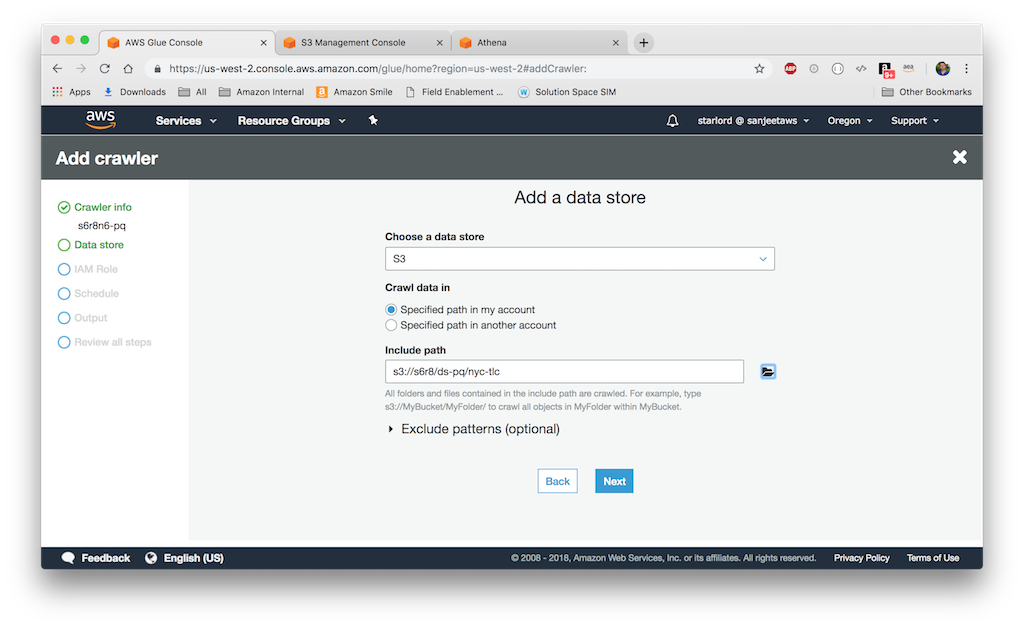 AWS Glue Console
S3 Management Console
Athena
https://us-west-2.console.aws.amazon.com/glue/home?region=us-west-2#addCrawler:
ABP
g+
aea
Apps
Downloads
All
Amazon Internal
Amazon Smile
Field Enablement ...
Solution Space SIM
Other Bookmarks
aws
Services
Resource Groups
starlord @ sanjeetaws
Oregon
Support
Add crawler
Crawler info
s6r8n6-pq
Data store
IAM Role
Schedule
Output
Review all steps
Add a data store
Choose a data store
S3
Crawl data in
Specified path in my account
Specified path in another account
Include path
s3://s6r8/ds-pq/nyc-tlc
All folders and files contained in the include path are crawled. For example, type
s3://MyBucket/MyFolder/ to crawl all objects in MyFolder within MyBucket.
Exclude patterns (optional)
Back
Next
Feedback
English (US)
© 2008 - 2018, Amazon Web Services, Inc. or its affiliates. All rights reserved.
Privacy Policy
Terms of Use